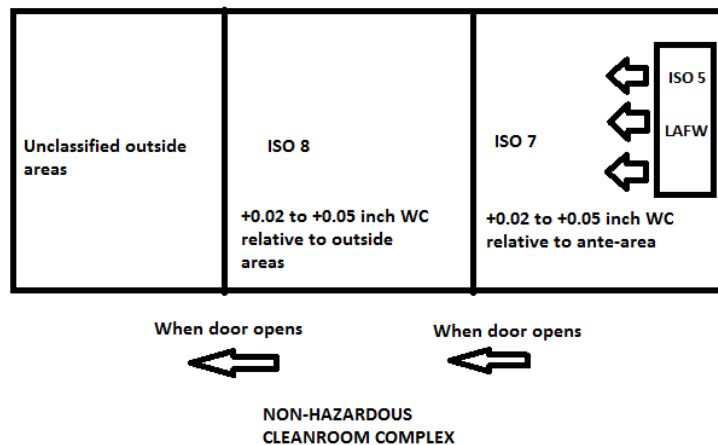 Unclassified outside
areas
ISO 8
+0.02 to +0.05 inch WC
relative to outside
areas
ISO 7
+0.02 to +0.05 inch WC
relative to ante-area
ISO 5
LAFW
When door opens
When door opens
NON-HAZARDOUS
CLEANROOM COMPLEX